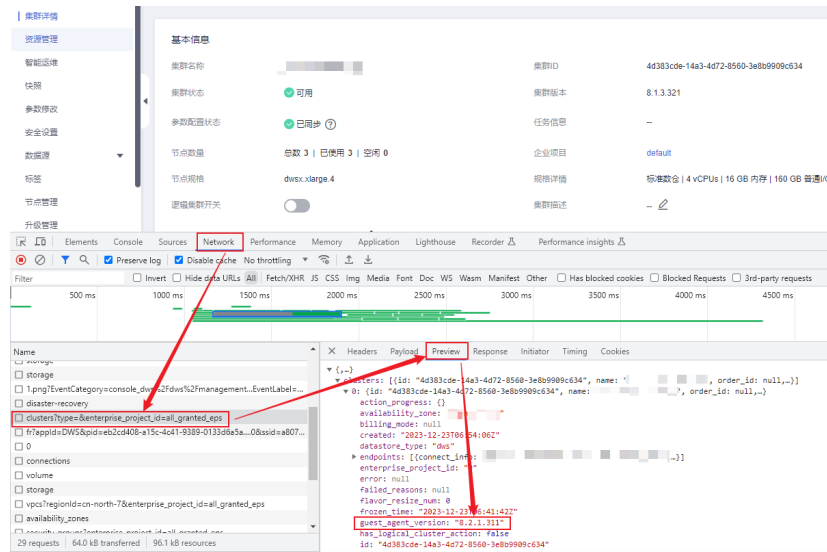 集群详情
资源管理
智能运维
快照
参数修改
安全设置
数据源
标签
节点管理
升级管理
基本信息
集群名称
集群ID 4d383cde-14a3-4d72-8560-3e8b9909c634
集群状态 可用 集群版本 8.1.3.321
参数配置状态 已同步 任务信息 --
节点数量 总数 3 | 已使用 3 | 空闲 0 企业项目 default
节点规格 dwsx.xlarge.4 规格详情 标准数仓 | 4 vCPUs | 16 GB 内存 | 160 GB 普通I/
逻辑集群开关 集群描述 --
Elements Console Sources Network Performance Memory Application Lighthouse Recorder Performance insights
Preserve log Disable cache No throttling
Filter Invert Hide data URLs All Fetch/XHR JS CSS Img Media Font Doc WS Wasm Manifest Other Has blocked cookies Blocked Requests 3rd-party requests
500 ms 1000 ms 1500 ms 2000 ms 2500 ms 3000 ms 3500 ms 4000 ms 4500 ms
Name
storage
storage
1.png?EventCategory=console_dws%2Fdws%2Fmanagement...EventLabel=...
disaster-recovery
clusters?type=&enterprise_project_id=all_granted_eps
fr?appId=DWS&pid=eb2cd408-a15c-4c41-9389-0133d6a5a....0&ssid=a807...
0
connections
volume
storage
vpcs?regionId=cn-north-7&enterprise_project_id=all_granted_eps
availability_zones
security-groups?enterprise_project_id=all_granted_eps
29 requests 64.0 kB transferred 96.1 kB resources
Headers Payload Preview Response Initiator Timing Cookies
{,…}
clusters: [{id: "4d383cde-14a3-4d72-8560-3e8b9909c634", name: " , order_id: null,…}]
0: {id: "4d383cde-14a3-4d72-8560-3e8b9909c634", name: ", order_id: null,…}
action_progress: {}
availability_zone: "
billing_mode: null
created: "2023-12-23T06:54:06Z"
datastore_type: "dws"
endpoints: [{connect_info: …}]
enterprise_project_id: "
error: null
failed_reasons: null
flavor_resize_num: 0
frozen_time: "2023-12-23T06:41:42Z"
guest_agent_version: "8.2.1.311"
has_logical_cluster_action: false
id: "4d383cde-14a3-4d72-8560-3e8b9909c634"